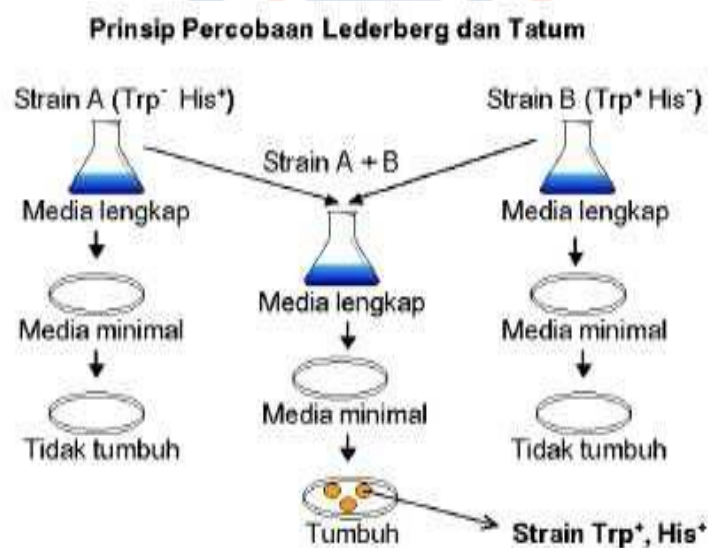 Prinsip Percobaan Lederberg dan Tatum
Strain A (Trp⁻ His⁺)
Strain B (Trp⁺ His⁻)
Strain A + B
Media lengkap
Media lengkap
Media lengkap
Media minimal
Media minimal
Media minimal
Tidak tumbuh
Tidak tumbuh
Tumbuh
Strain Trp⁺, His⁺